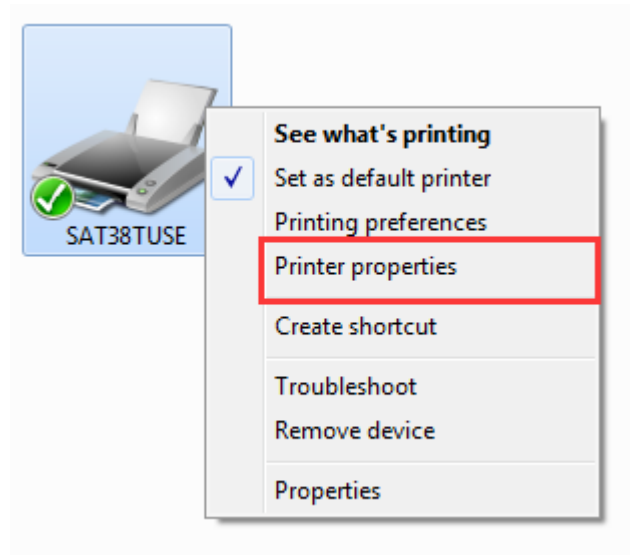 SAT38TUSE
See what's printing
Set as default printer
Printing preferences
Printer properties
Create shortcut
Troubleshoot
Remove device
Properties